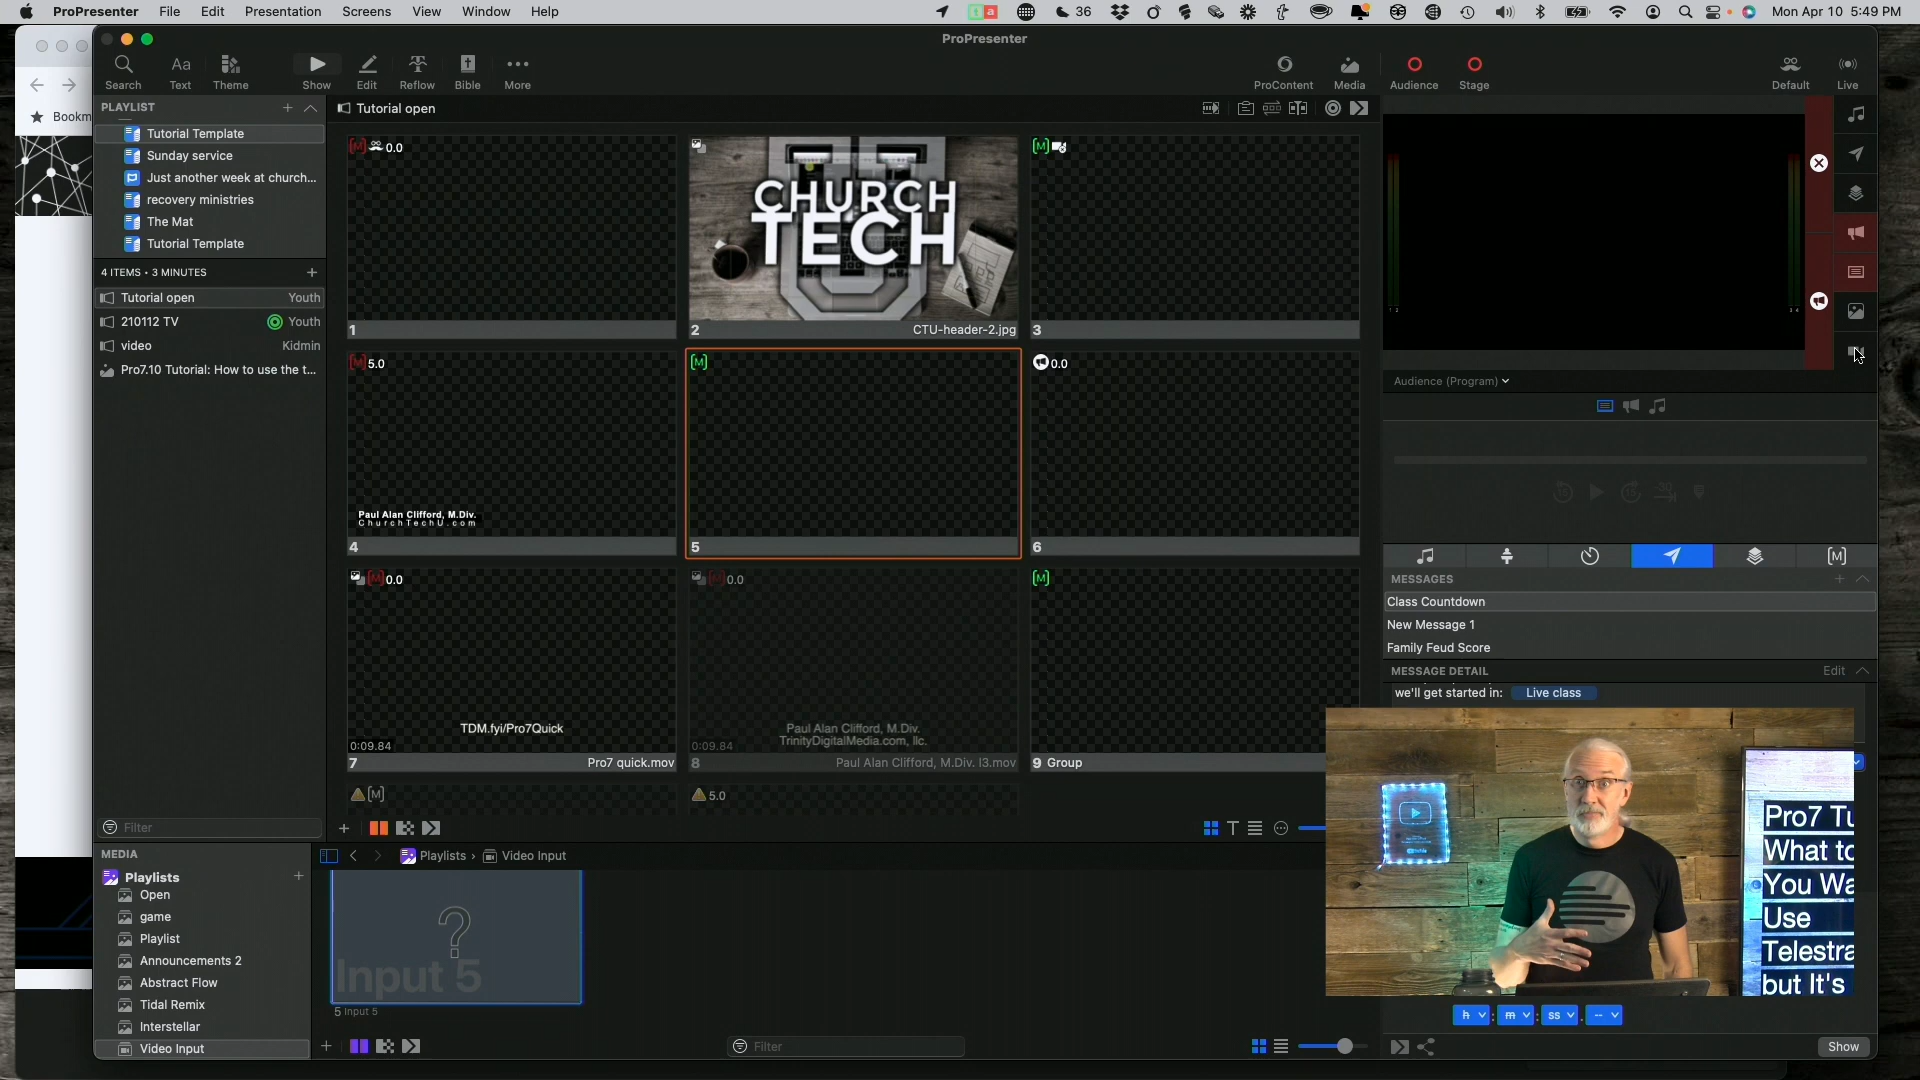 ProPresenter File Edit Presentation Screens View Window Help
36
Mon Apr 10 5:49 PM
ProPresenter
Search Text Theme Show Edit Reflow Bible More
ProContent Media Audience Stage Default Live
Bookm
PLAYLIST
Tutorial Template
Sunday service
Just another week at church...
recovery ministries
The Mat
Tutorial Template
4 ITEMS • 3 MINUTES
Tutorial open Youth
210112 TV Youth
video Kidmin
Pro7.10 Tutorial: How to use the t...
Filter
Tutorial open
[M] 0.0
1
CHURCH
TECH
2 CTU-header-2.jpg
[M]
3
[M] 5.0
Paul Alan Clifford, M.Div.
ChurchTechU.com
4
[M]
5
0.0
6
[M] 0.0
TDM.fyi/Pro7Quick
0:09.84
7 Pro7 quick.mov
[M] 0.0
Paul Alan Clifford, M.Div.
TrinityDigitalMedia.com, llc.
0:09.84
8 Paul Alan Clifford, M.Div. l3.mov
[M]
9 Group
[M]
5.0
Audience (Program)
[M]
MESSAGES
Class Countdown
New Message 1
Family Feud Score
MESSAGE DETAIL Edit
we'll get started in: Live class
Pro7 Tu
What to
You Wa
Use
Telestra
but It's
h : m : ss . --
Show
MEDIA
Playlists
Open
game
Playlist
Announcements 2
Abstract Flow
Tidal Remix
Interstellar
Video Input
Playlists › Video Input
?
Input 5
5 Input 5
Filter